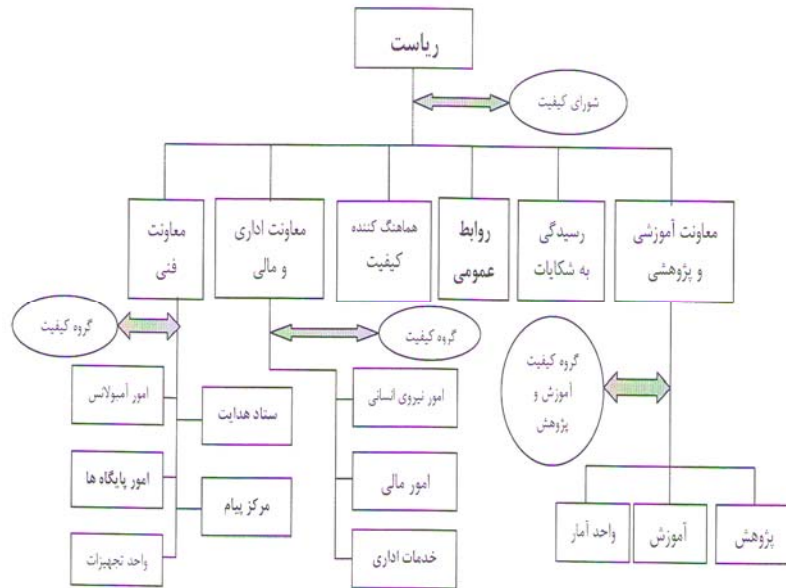 ریاست
شورای کیفیت
معاونت آموزشی
و پژوهشی
رسیدگی
به شکایات
روابط
عمومی
هماهنگ کننده
کیفیت
معاونت اداری
و مالی
معاونت
فنی
گروه کیفیت
آموزش و
پژوهش
گروه کیفیت
گروه کیفیت
پژوهش
آموزش
واحد آمار
امور نیروی انسانی
امور مالی
خدمات اداری
ستاد هدایت
مرکز پیام
امور آمبولانس
امور پایگاه ها
واحد تجهیزات